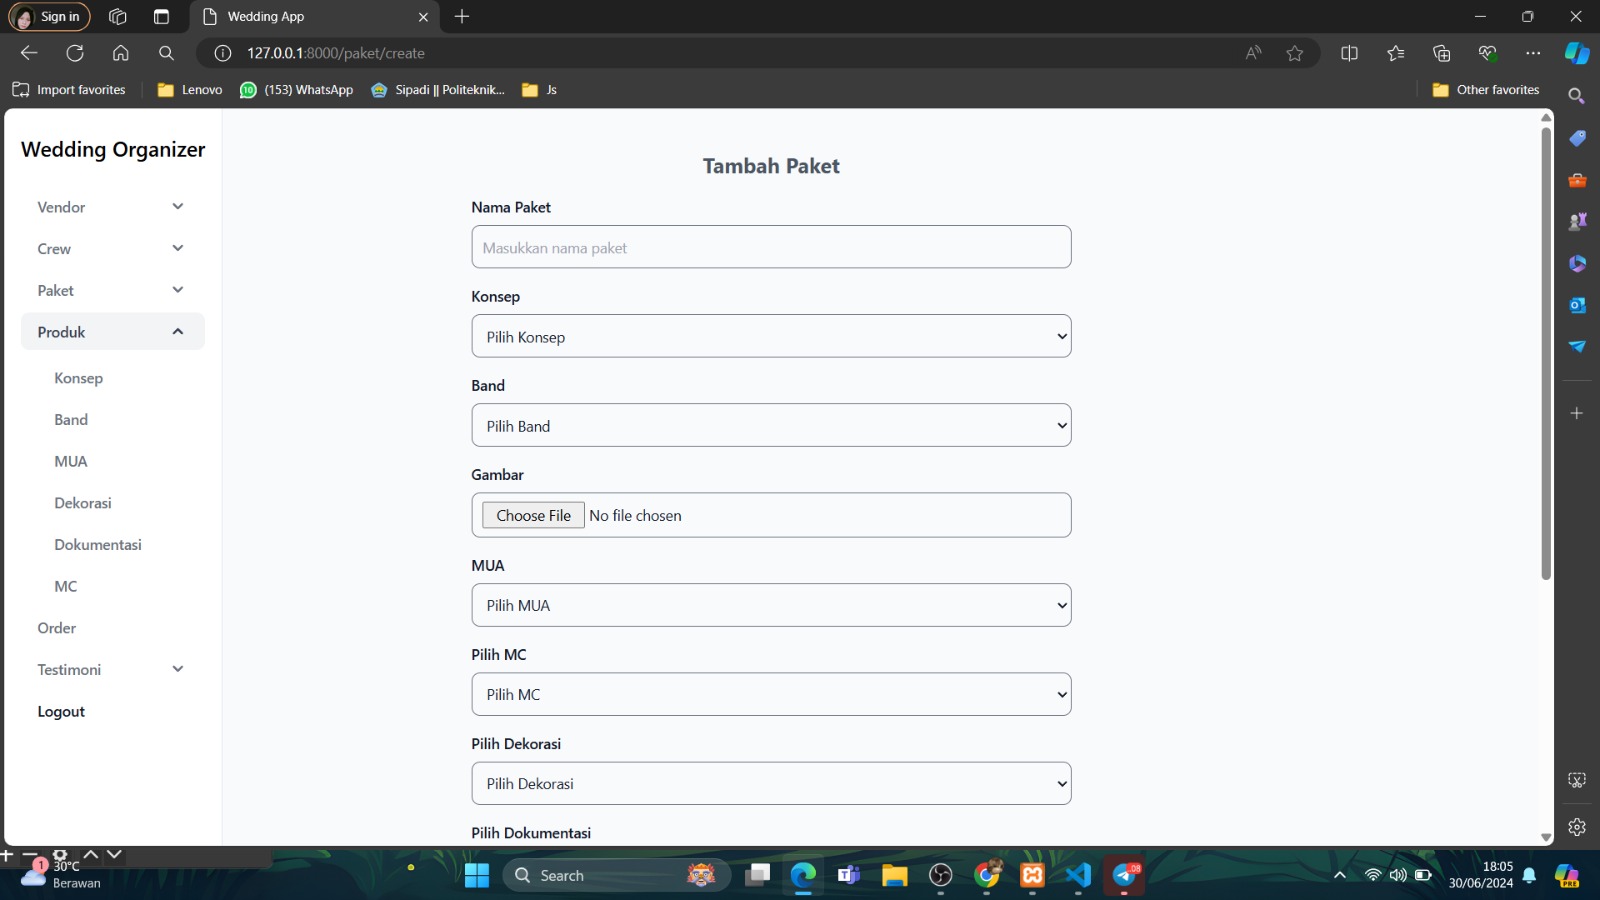 Sign in
Wedding App
127.0.0.1:8000/paket/create
Import favorites
Lenovo
10
(153) WhatsApp
Sipadi || Politeknik...
Js
Other favorites
Wedding Organizer
Vendor
Crew
Paket
Produk
Konsep
Band
MUA
Dekorasi
Dokumentasi
MC
Order
Testimoni
Logout
Tambah Paket
Nama Paket
Masukkan nama paket
Konsep
Pilih Konsep
Band
Pilih Band
Gambar
Choose File No file chosen
MUA
Pilih MUA
Pilih MC
Pilih MC
Pilih Dekorasi
Pilih Dekorasi
Pilih Dokumentasi
1
30°C
Berawan
Search
18:05
30/06/2024
PRE